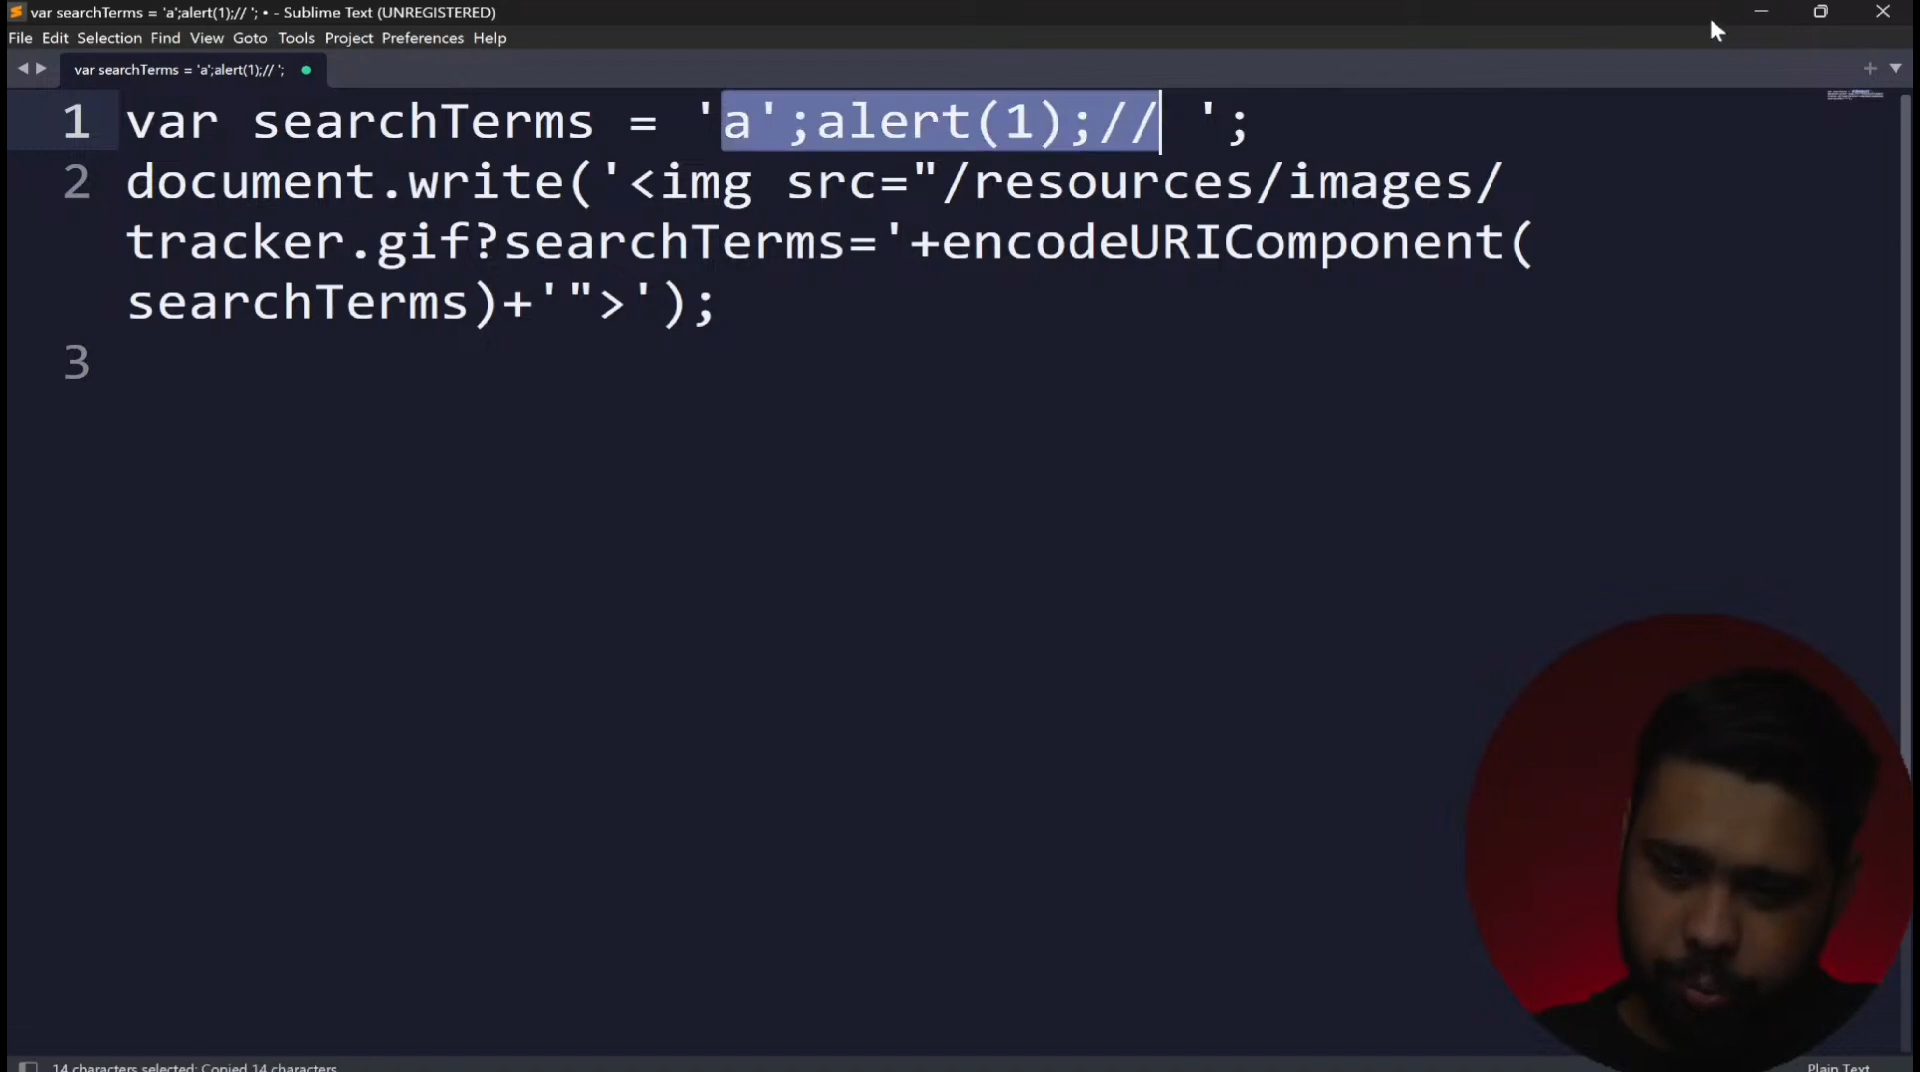 var searchTerms = 'a';alert(1);// '; • - Sublime Text (UNREGISTERED)
File Edit Selection Find View Goto Tools Project Preferences Help
var searchTerms = 'a';alert(1);// ';
1 var searchTerms = 'a';alert(1);// ';
2 document.write('<img src="/resources/images/
tracker.gif?searchTerms='+encodeURIComponent(
searchTerms)+'">');
3
14 characters selected; Copied 14 characters
Plain Text